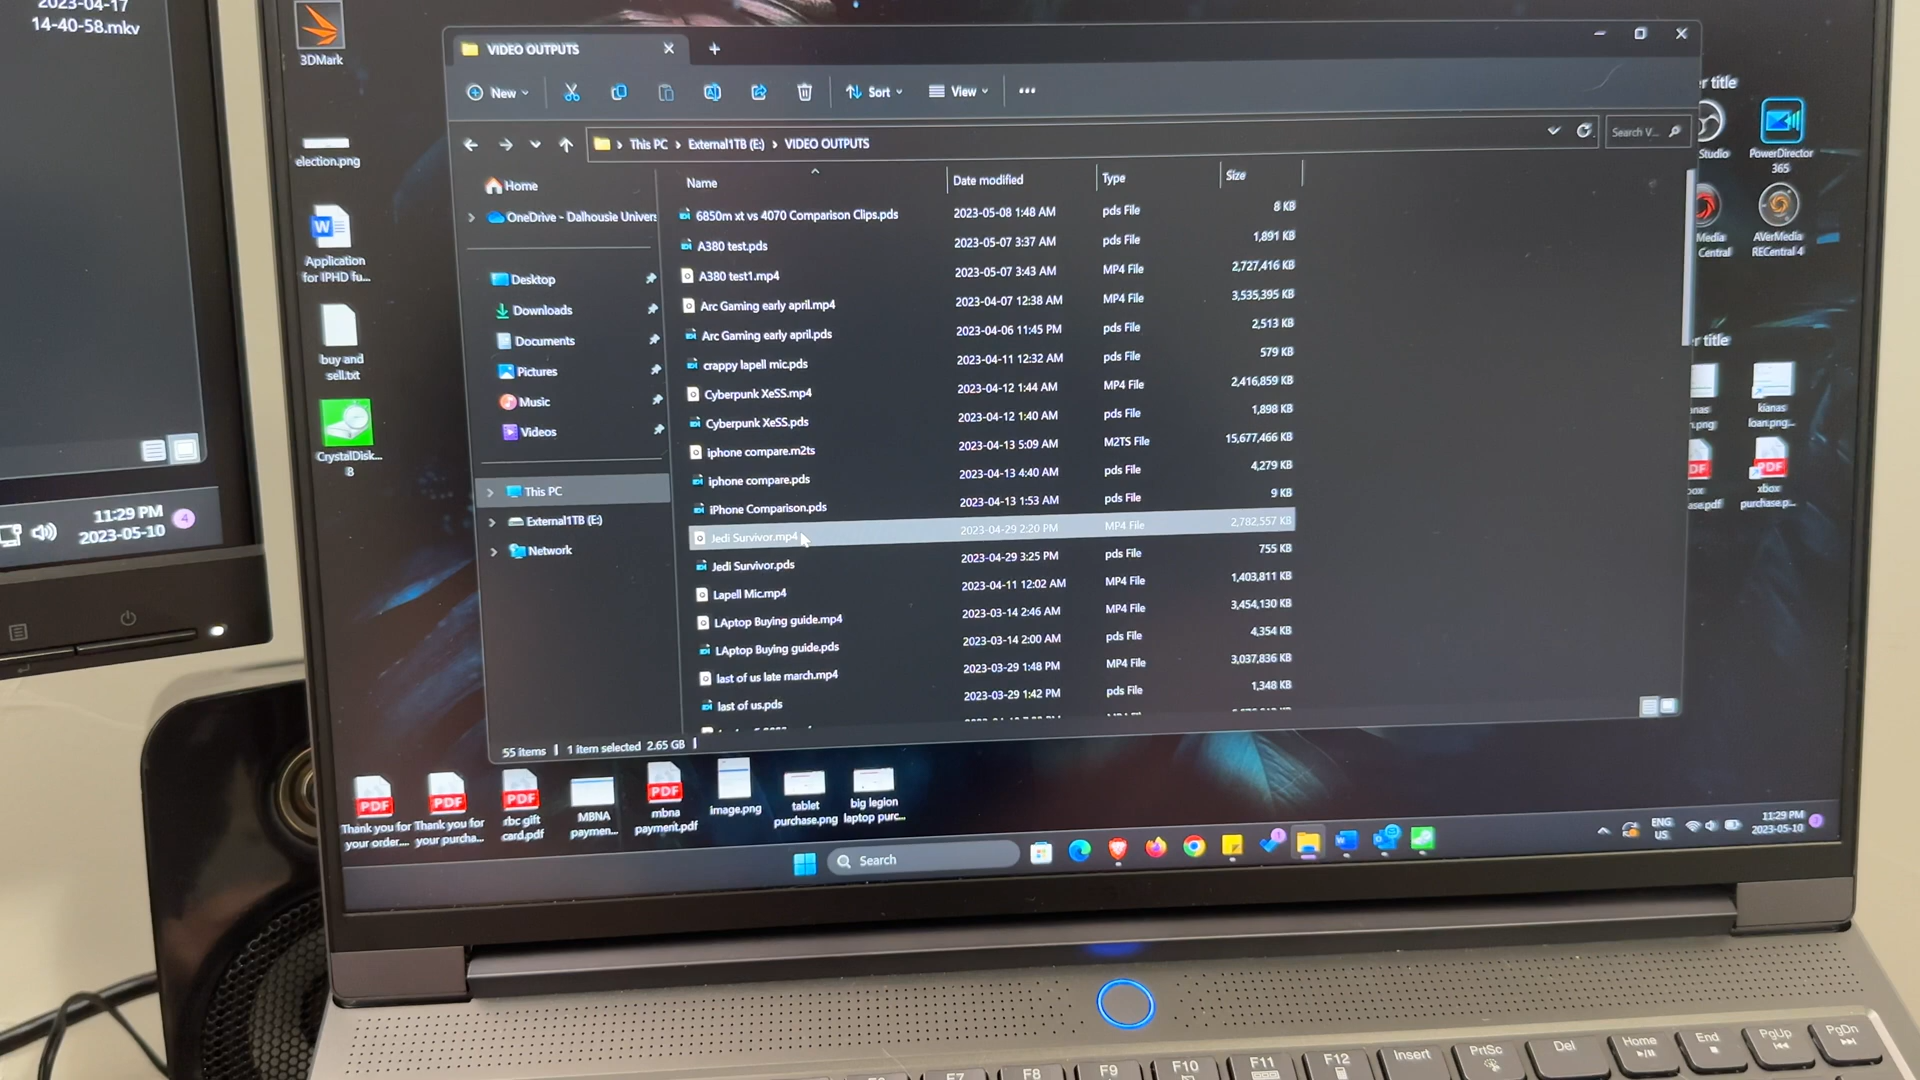 2023-04-17
14-40-58.mkv
11:29 PM
2023-05-10
4
3DMark
election.png
Application
for IPHD fu...
buy and
sell.txt
CrystalDisk...
8
VIDEO OUTPUTS
New
Sort
View
This PC
External1TB (E:)
VIDEO OUTPUTS
Search V...
Home
OneDrive - Dalhousie Univers
Desktop
Downloads
Documents
Pictures
Music
Videos
This PC
External1TB (E:)
Network
Name Date modified Type Size
6850m xt vs 4070 Comparison Clips.pds 2023-05-08 1:48 AM pds File 8 KB
A380 test.pds 2023-05-07 3:37 AM pds File 1,891 KB
A380 test1.mp4 2023-05-07 3:43 AM MP4 File 2,727,416 KB
Arc Gaming early april.mp4 2023-04-07 12:38 AM MP4 File 3,535,395 KB
Arc Gaming early april.pds 2023-04-06 11:45 PM pds File 2,513 KB
crappy lapell mic.pds 2023-04-11 12:32 AM pds File 579 KB
Cyberpunk XeSS.mp4 2023-04-12 1:44 AM MP4 File 2,416,859 KB
Cyberpunk XeSS.pds 2023-04-12 1:40 AM pds File 1,898 KB
iphone compare.m2ts 2023-04-13 5:09 AM M2TS File 15,677,466 KB
iphone compare.pds 2023-04-13 4:40 AM pds File 4,279 KB
iPhone Comparison.pds 2023-04-13 1:53 AM pds File 9 KB
Jedi Survivor.mp4 2023-04-29 2:20 PM MP4 File 2,782,557 KB
Jedi Survivor.pds 2023-04-29 3:25 PM pds File 755 KB
Lapell Mic.mp4 2023-04-11 12:02 AM MP4 File 1,403,811 KB
LAptop Buying guide.mp4 2023-03-14 2:46 AM MP4 File 3,454,130 KB
LAptop Buying guide.pds 2023-03-14 2:00 AM pds File 4,354 KB
last of us late march.mp4 2023-03-29 1:48 PM MP4 File 3,037,836 KB
last of us.pds 2023-03-29 1:42 PM pds File 1,348 KB
55 items
1 item selected 2.65 GB
r title
Studio
PowerDirector
365
Media
Central
AVerMedia
RECentral 4
r title
kianas
loan.png...
xbox
purchase.p...
PDF
Thank you for
your order....
PDF
Thank you for
your purcha...
PDF
rbc gift
card.pdf
MBNA
paymen...
PDF
mbna
payment.pdf
image.png
tablet
purchase.png
big legion
laptop purc...
Search
ENG
US
11:29 PM
2023-05-10
F7
F8
F9
F10
F11
F12
Insert
PrtSc
Del
Home
End
PgUp
PgDn